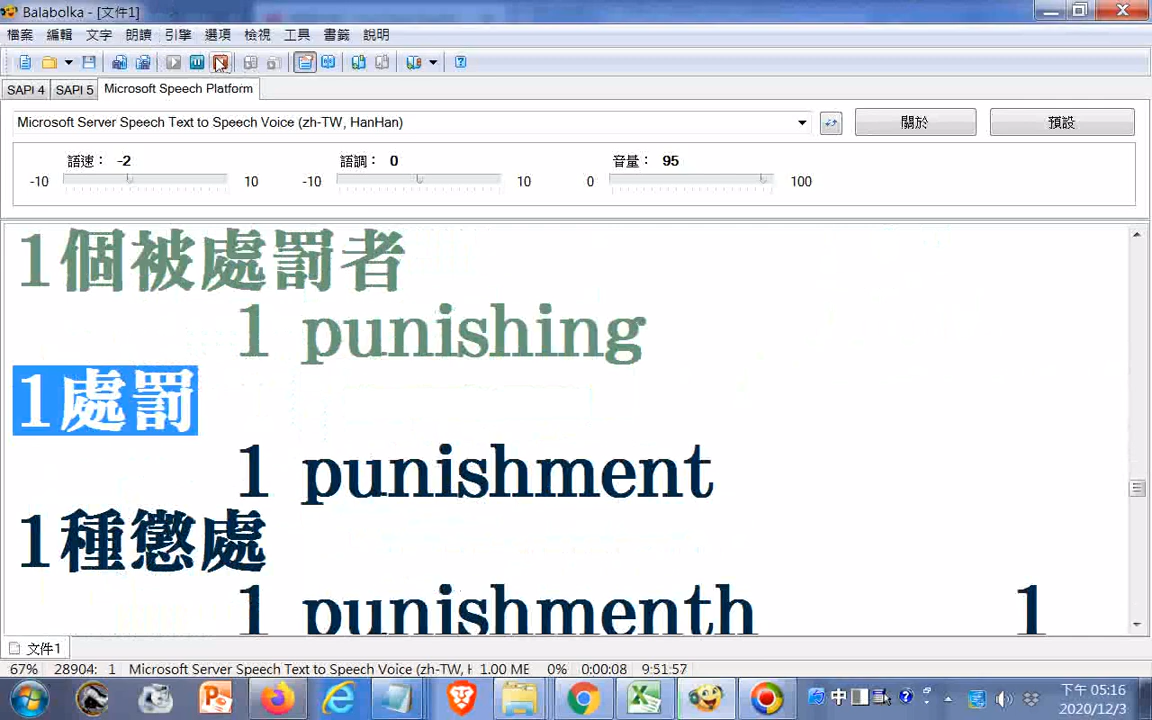 Balabolka - [文件1]
檔案 編輯 文字 朗讀 引擎 選項 檢視 工具 書籤 說明
SAPI 4 SAPI 5 Microsoft Speech Platform
Microsoft Server Speech Text to Speech Voice (zh-TW, HanHan) 關於 預設
語速： -2 語調： 0 音量： 95
-10 10 -10 10 0 100
1個被處罰者
1 punishing
1處罰
1 punishment
1種懲處
1 punishmenth 1
文件1
67% 28904: 1 Microsoft Server Speech Text to Speech Voice (zh-TW, H 1.00 ME 0% 0:00:08 9:51:57
中 下午 05:16
2020/12/3